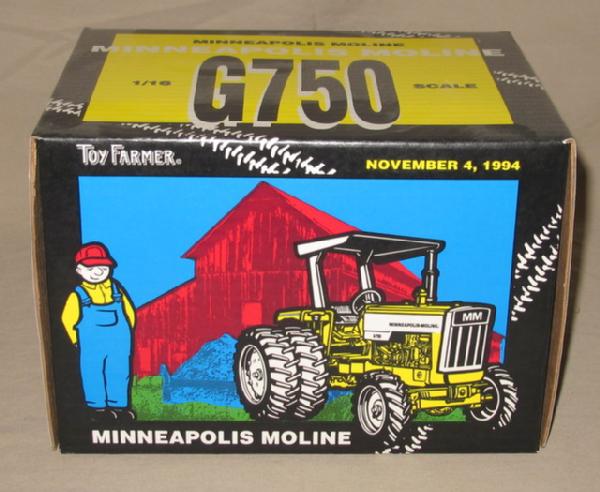 MINNEAPOLIS MOLINE
MINNEAPOLIS MOLINE
1/16 G750 SCALE
TOY FARMER®
NOVEMBER 4, 1994
MINNEAPOLIS-MOLINE
MM
MINNEAPOLIS MOLINE